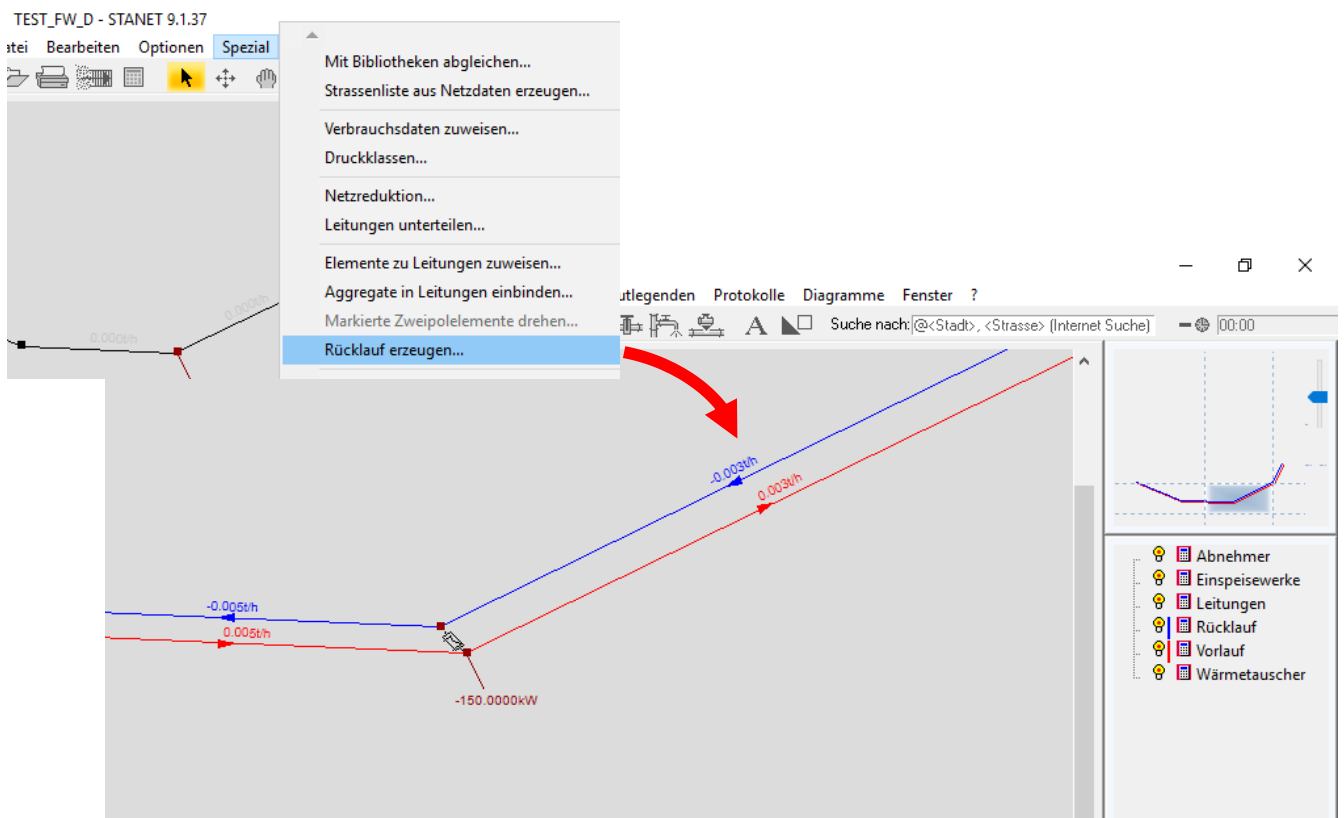 TEST_FW_D - STANET 9.1.37
atei Bearbeiten Optionen Spezial
Mit Bibliotheken abgleichen...
Strassenliste aus Netzdaten erzeugen...
Verbrauchsdaten zuweisen...
Druckklassen...
Netzreduktion...
Leitungen unterteilen...
Elemente zu Leitungen zuweisen...
Aggregate in Leitungen einbinden...
Markierte Zweipolelemente drehen...
Rücklauf erzeugen...
0.000t/h
0.000t/h
utlegenden Protokolle Diagramme Fenster ?
A Suche nach: @<Stadt>, <Strasse> (Internet Suche) 00:00
-0.003t/h
0.003t/h
-0.005t/h
0.005t/h
-150.0000kW
Abnehmer
Einspeisewerke
Leitungen
Rücklauf
Vorlauf
Wärmetauscher